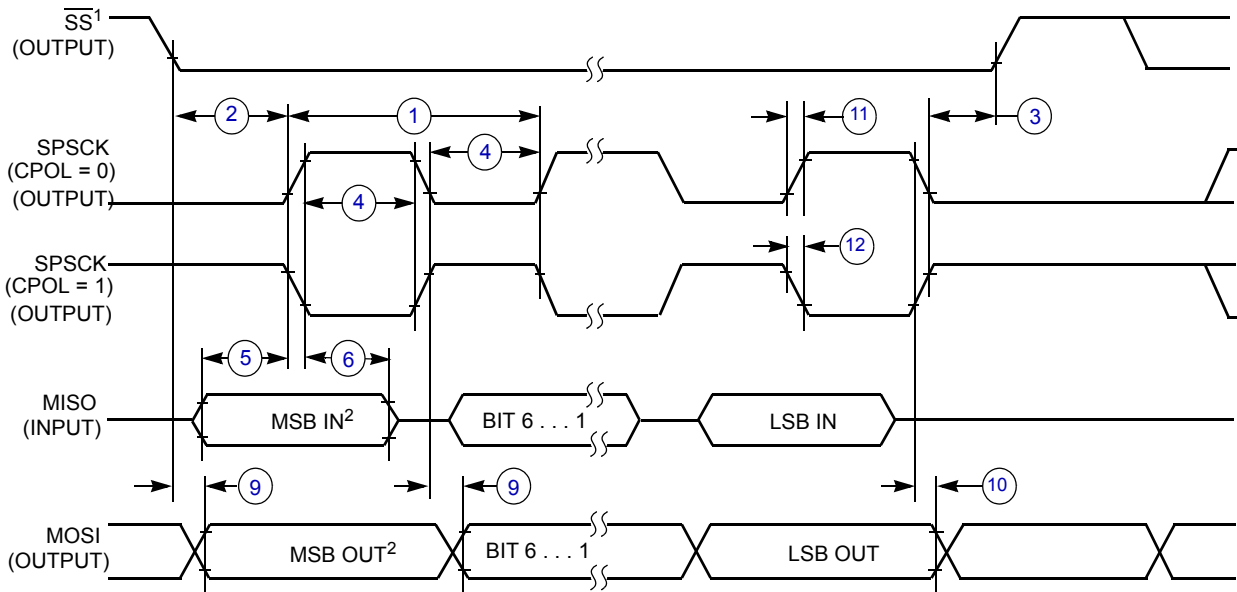 SS¹
(OUTPUT)
2
1
11
3
SPSCK
(CPOL = 0)
(OUTPUT)
4
4
12
SPSCK
(CPOL = 1)
(OUTPUT)
5
6
MISO
(INPUT)
MSB IN²
BIT 6 . . . 1
LSB IN
9
9
10
MOSI
(OUTPUT)
MSB OUT²
BIT 6 . . . 1
LSB OUT